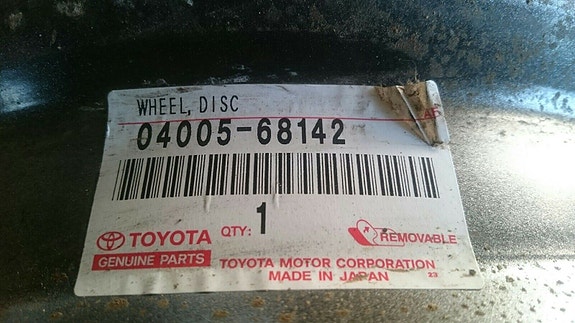 WHEEL, DISC
04005-68142
QTY: 1
TOYOTA
REMOVABLE
GENUINE PARTS
TOYOTA MOTOR CORPORATION
MADE IN JAPAN